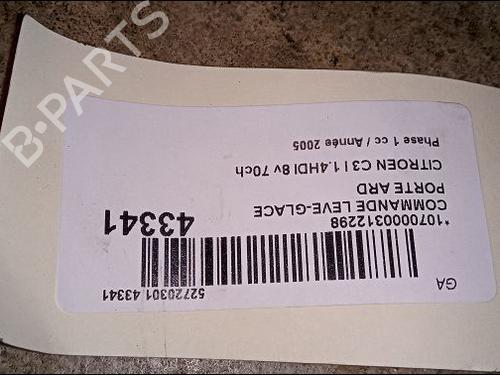 GA
52720301 43341
*1070000312298
COMMANDE LEVE-GLACE
PORTE ARD
43341
CITROEN C3 I 1.4HDI 8v 70ch
Phase 1 cc / Année 2005
B-PARTS